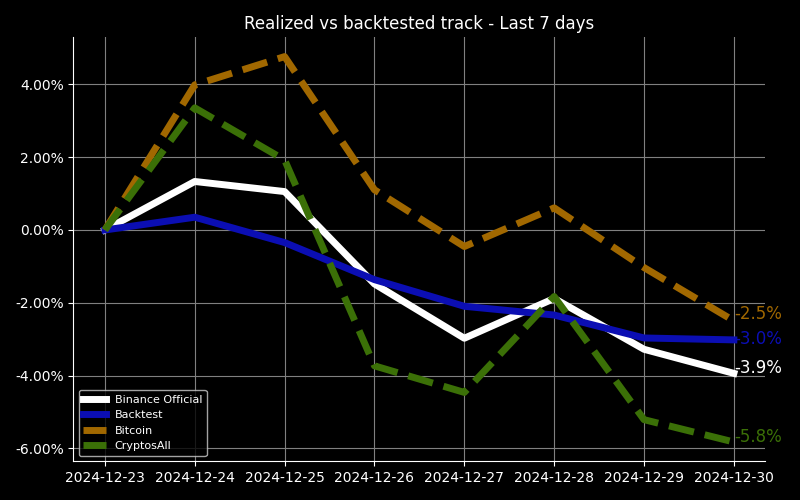 Realized vs backtested track - Last 7 days
4.00%
2.00%
0.00%
-2.00%
-4.00%
-6.00%
-2.5%
-3.0%
-3.9%
-5.8%
Binance Official
Backtest
Bitcoin
CryptosAll
2024-12-23 2024-12-24 2024-12-25 2024-12-26 2024-12-27 2024-12-28 2024-12-29 2024-12-30